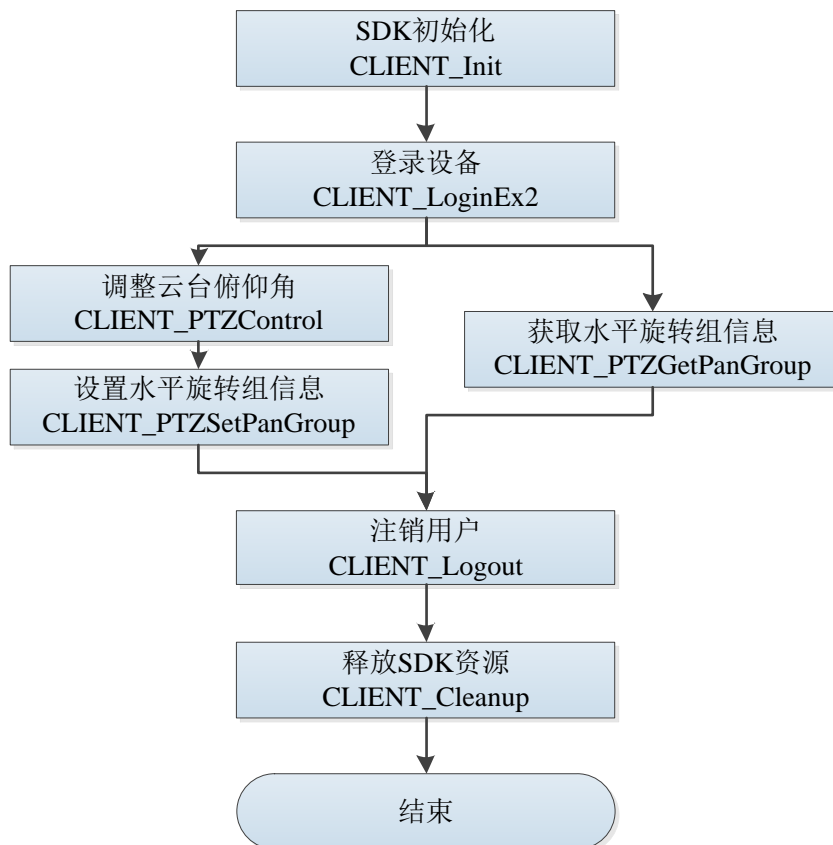 SDK初始化
CLIENT_Init
登录设备
CLIENT_LoginEx2
调整云台俯仰角
CLIENT_PTZControl
设置水平旋转组信息
CLIENT_PTZSetPanGroup
获取水平旋转组信息
CLIENT_PTZGetPanGroup
注销用户
CLIENT_Logout
释放SDK资源
CLIENT_Cleanup
结束